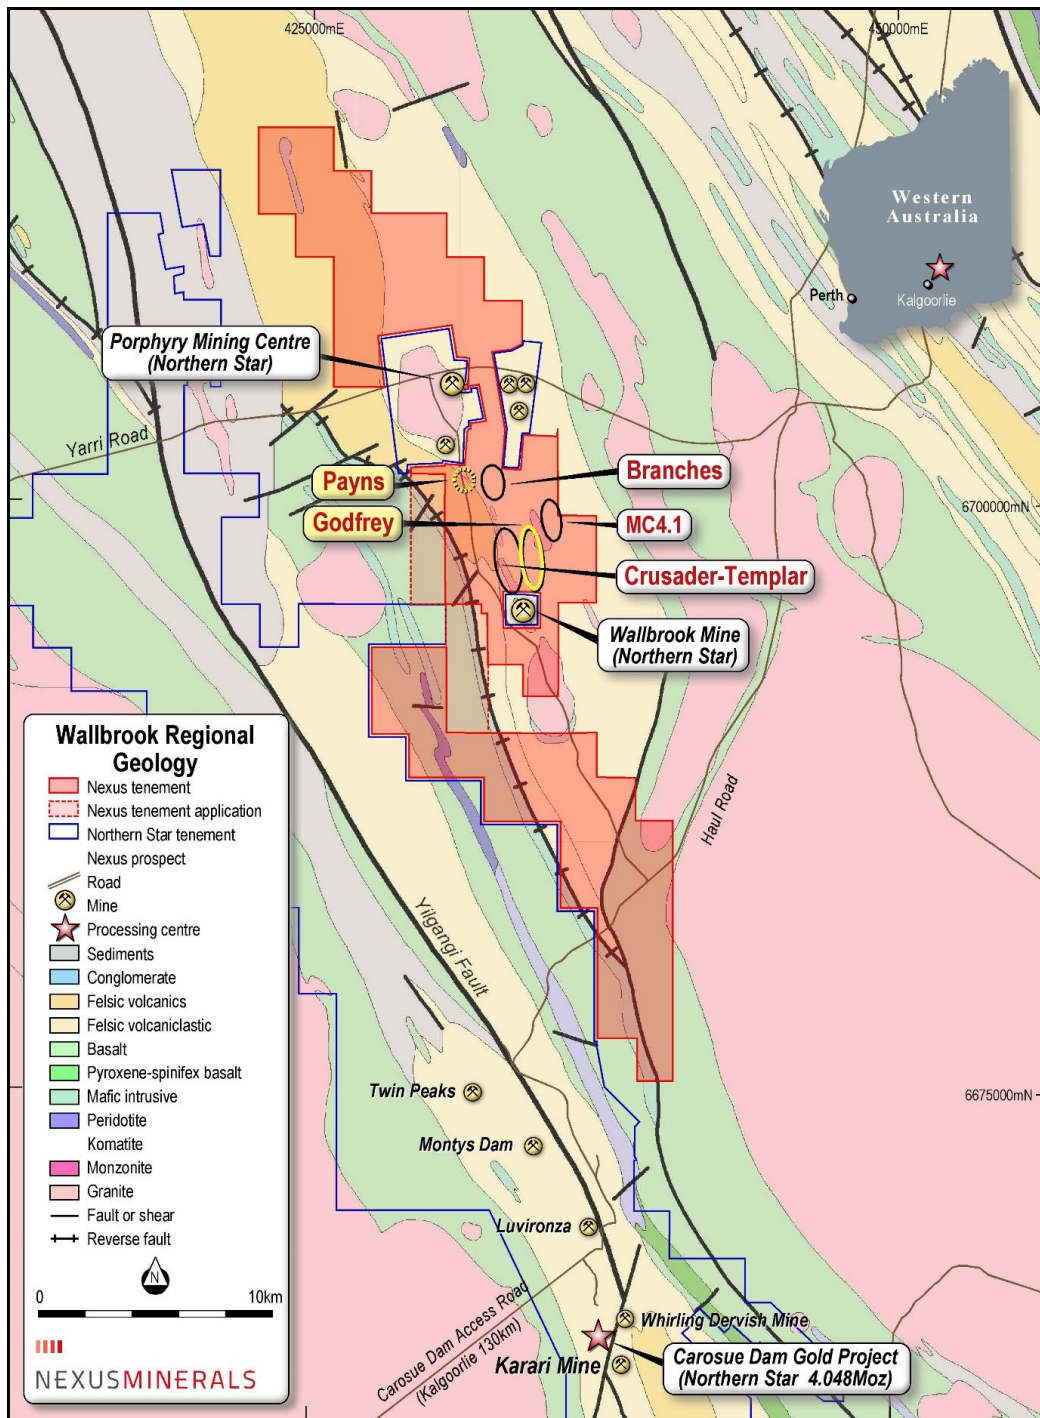 425000mE
450000mE
Western
Australia
Perth
Kalgoorlie
Porphyry Mining Centre
(Northern Star)
Yarri Road
Payns
Branches
Godfrey
MC4.1
6700000mN
Crusader-Templar
Wallbrook Mine
(Northern Star)
Haul Road
Wallbrook Regional
Geology
Nexus tenement
Nexus tenement application
Northern Star tenement
Nexus prospect
Road
Mine
Processing centre
Sediments
Conglomerate
Felsic volcanics
Felsic volcaniclastic
Basalt
Pyroxene-spinifex basalt
Mafic intrusive
Peridotite
Komatite
Monzonite
Granite
Fault or shear
Reverse fault
N
0 10km
NEXUSMINERALS
Yilgangi Fault
6675000mN
Twin Peaks
Montys Dam
Luvironza
Carosue Dam Access Road
(Kalgoorlie 130km)
Whirling Dervish Mine
Karari Mine
Carosue Dam Gold Project
(Northern Star 4.048Moz)